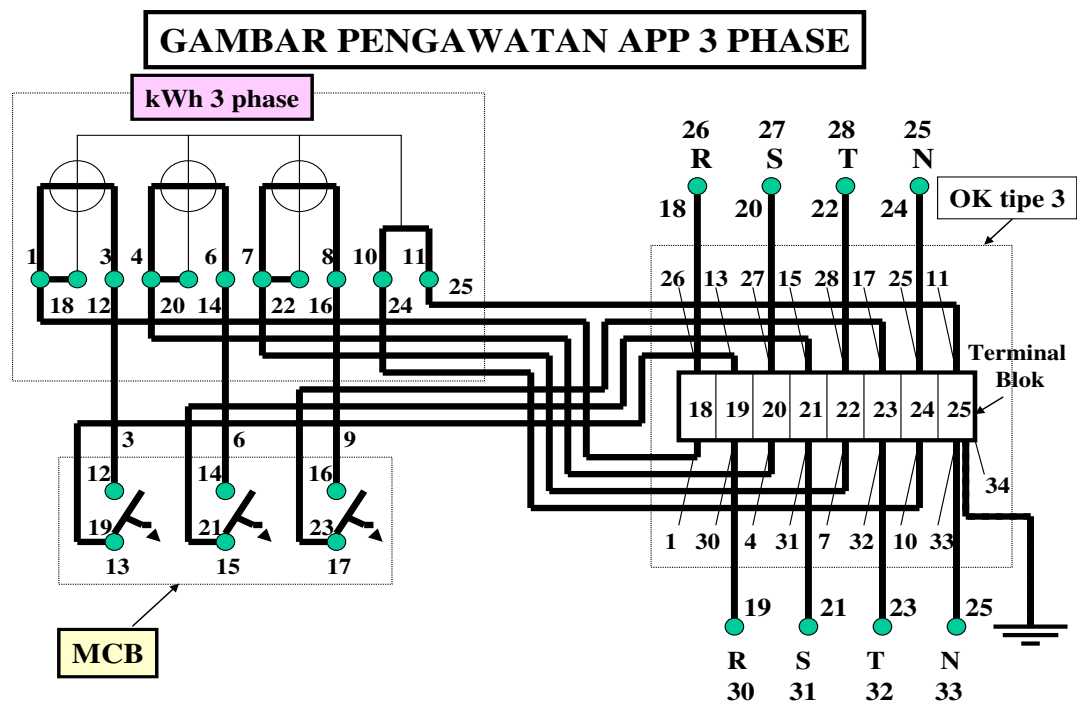 GAMBAR PENGAWATAN APP 3 PHASE
kWh 3 phase
26 27 28 25
R S T N
18 20 22 24
OK tipe 3
1 3 4 6 7 8 10 11
18 12 20 14 22 16 24 25
26 13 27 15 28 17 25 11
Terminal
Blok
18 19 20 21 22 23 24 25
3 6 9
12 14 16
19 21 23
13 15 17
34
1 30 4 31 7 32 10 33
19 21 23 25
MCB
R S T N
30 31 32 33